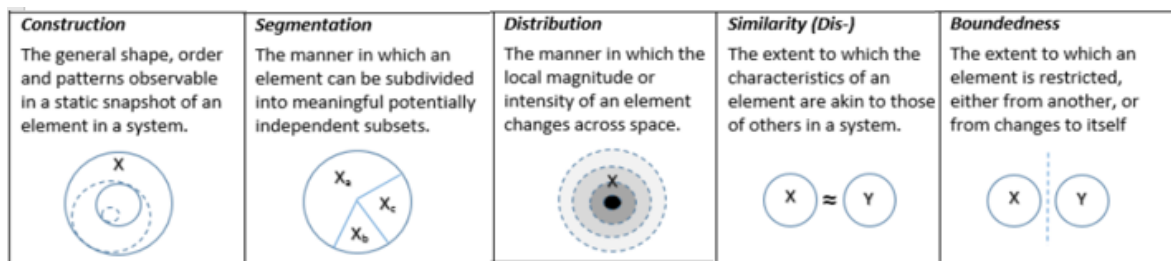 Construction
The general shape, order
and patterns observable
in a static snapshot of an
element in a system.
X
Segmentation
The manner in which an
element can be subdivided
into meaningful potentially
independent subsets.
Xa
Xc
Xb
Distribution
The manner in which the
local magnitude or
intensity of an element
changes across space.
X
Similarity (Dis-)
The extent to which the
characteristics of an
element are akin to those
of others in a system.
X ≈ Y
Boundedness
The extent to which an
element is restricted,
either from another, or
from changes to itself
X Y